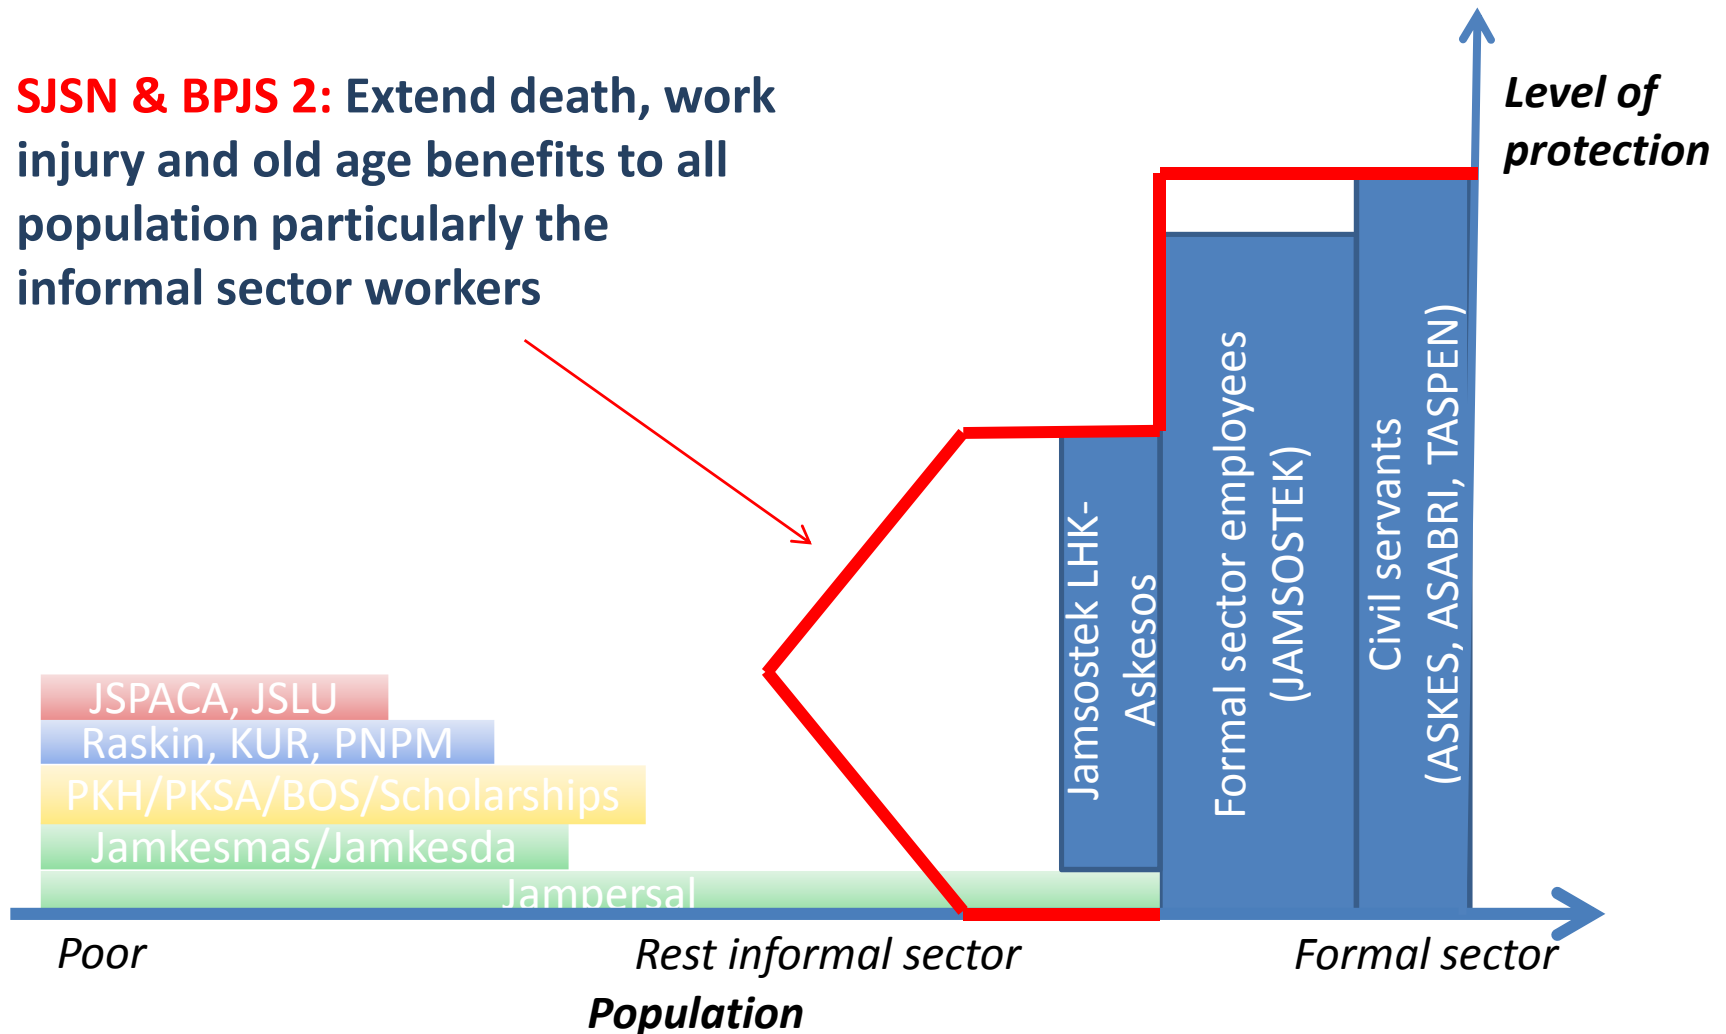 SJSN & BPJS 2: Extend death, work
injury and old age benefits to all
population particularly the
informal sector workers
Level of
protection
Jamsostek LHK-
Askesos
Formal sector employees
(JAMSOSTEK)
Civil servants
(ASKES, ASABRI, TASPEN)
JSPACA, JSLU
Raskin, KUR, PNPM
PKH/PKSA/BOS/Scholarships
Jamkesmas/Jamkesda
Jampersal
Poor
Rest informal sector
Formal sector
Population